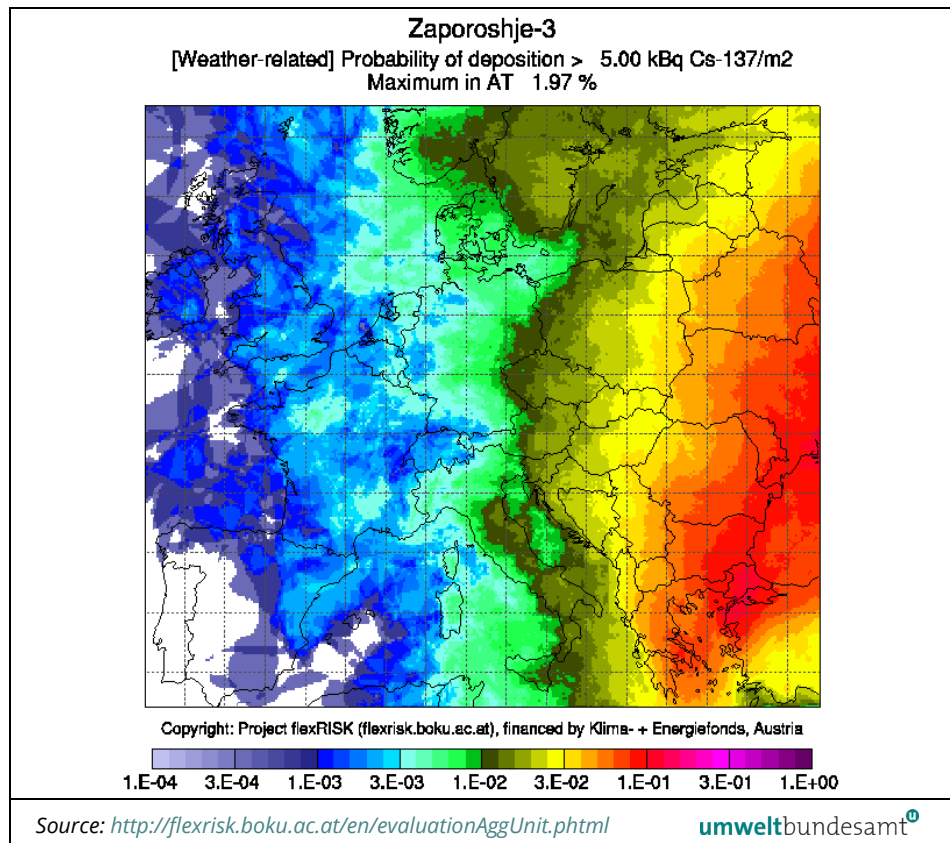 Zaporoshje-3
[Weather-related] Probability of deposition > 5.00 kBq Cs-137/m2
Maximum in AT 1.97 %
Copyright: Project flexRISK (flexrisk.boku.ac.at), financed by Klima- + Energiefonds, Austria
1.E-04 3.E-04 1.E-03 3.E-03 1.E-02 3.E-02 1.E-01 3.E-01 1.E+00
Source: http://flexrisk.boku.ac.at/en/evaluationAggUnit.phtml umweltbundesamt u